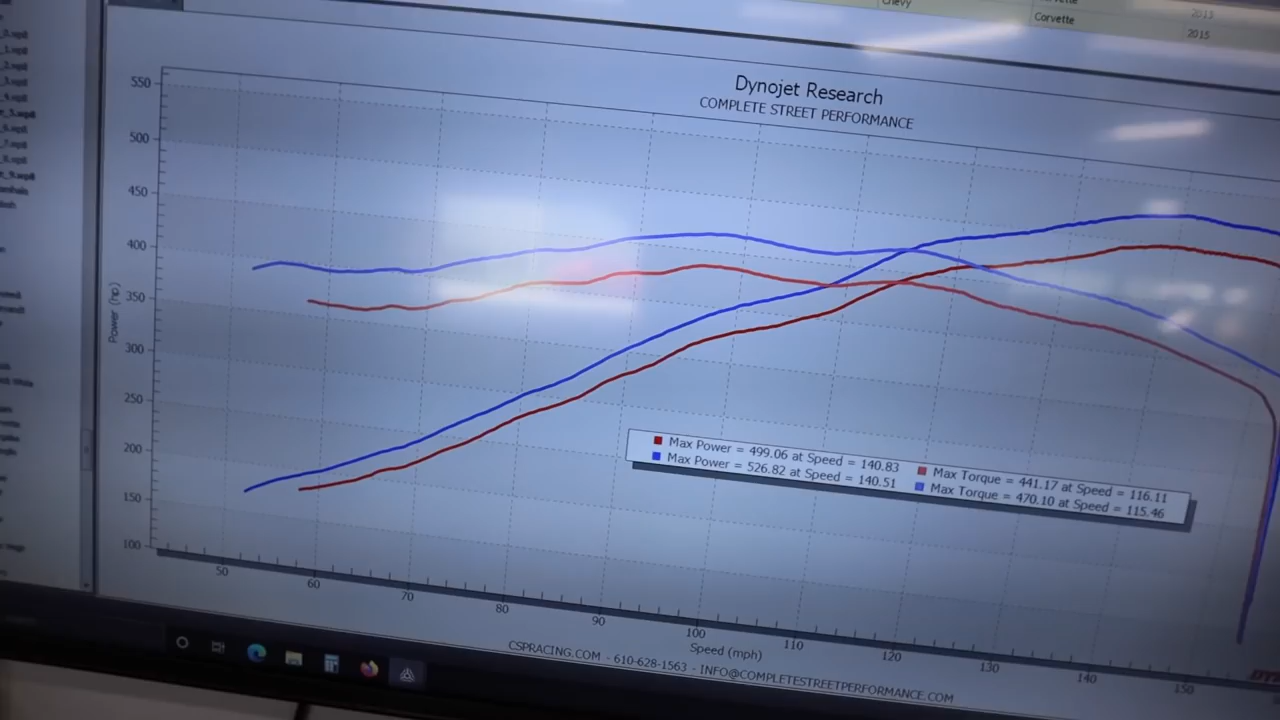 Chevy
Corvette
2013
Corvette
2015
Dynojet Research
COMPLETE STREET PERFORMANCE
550
500
450
400
350
300
250
200
150
100
Power (hp)
Max Power = 499.06 at Speed = 140.83
Max Torque = 441.17 at Speed = 116.11
Max Power = 526.82 at Speed = 140.51
Max Torque = 470.10 at Speed = 115.46
50
60
70
80
90
100
110
120
130
140
150
Speed (mph)
CSPRACING.COM - 610-628-1563 - INFO@COMPLETESTREETPERFORMANCE.COM